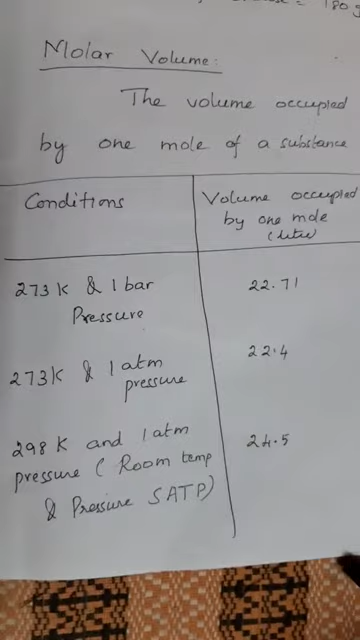 = 180 g
Molar Volume:
The volume occupied
by one mole of a substance
Conditions
Volume occupied
by one mole
(litre)
273 K & 1 bar
Pressure
22.71
273K & 1 atm
pressure
22.4
298 K and 1 atm
pressure (Room temp
& Pressure SATP)
24.5